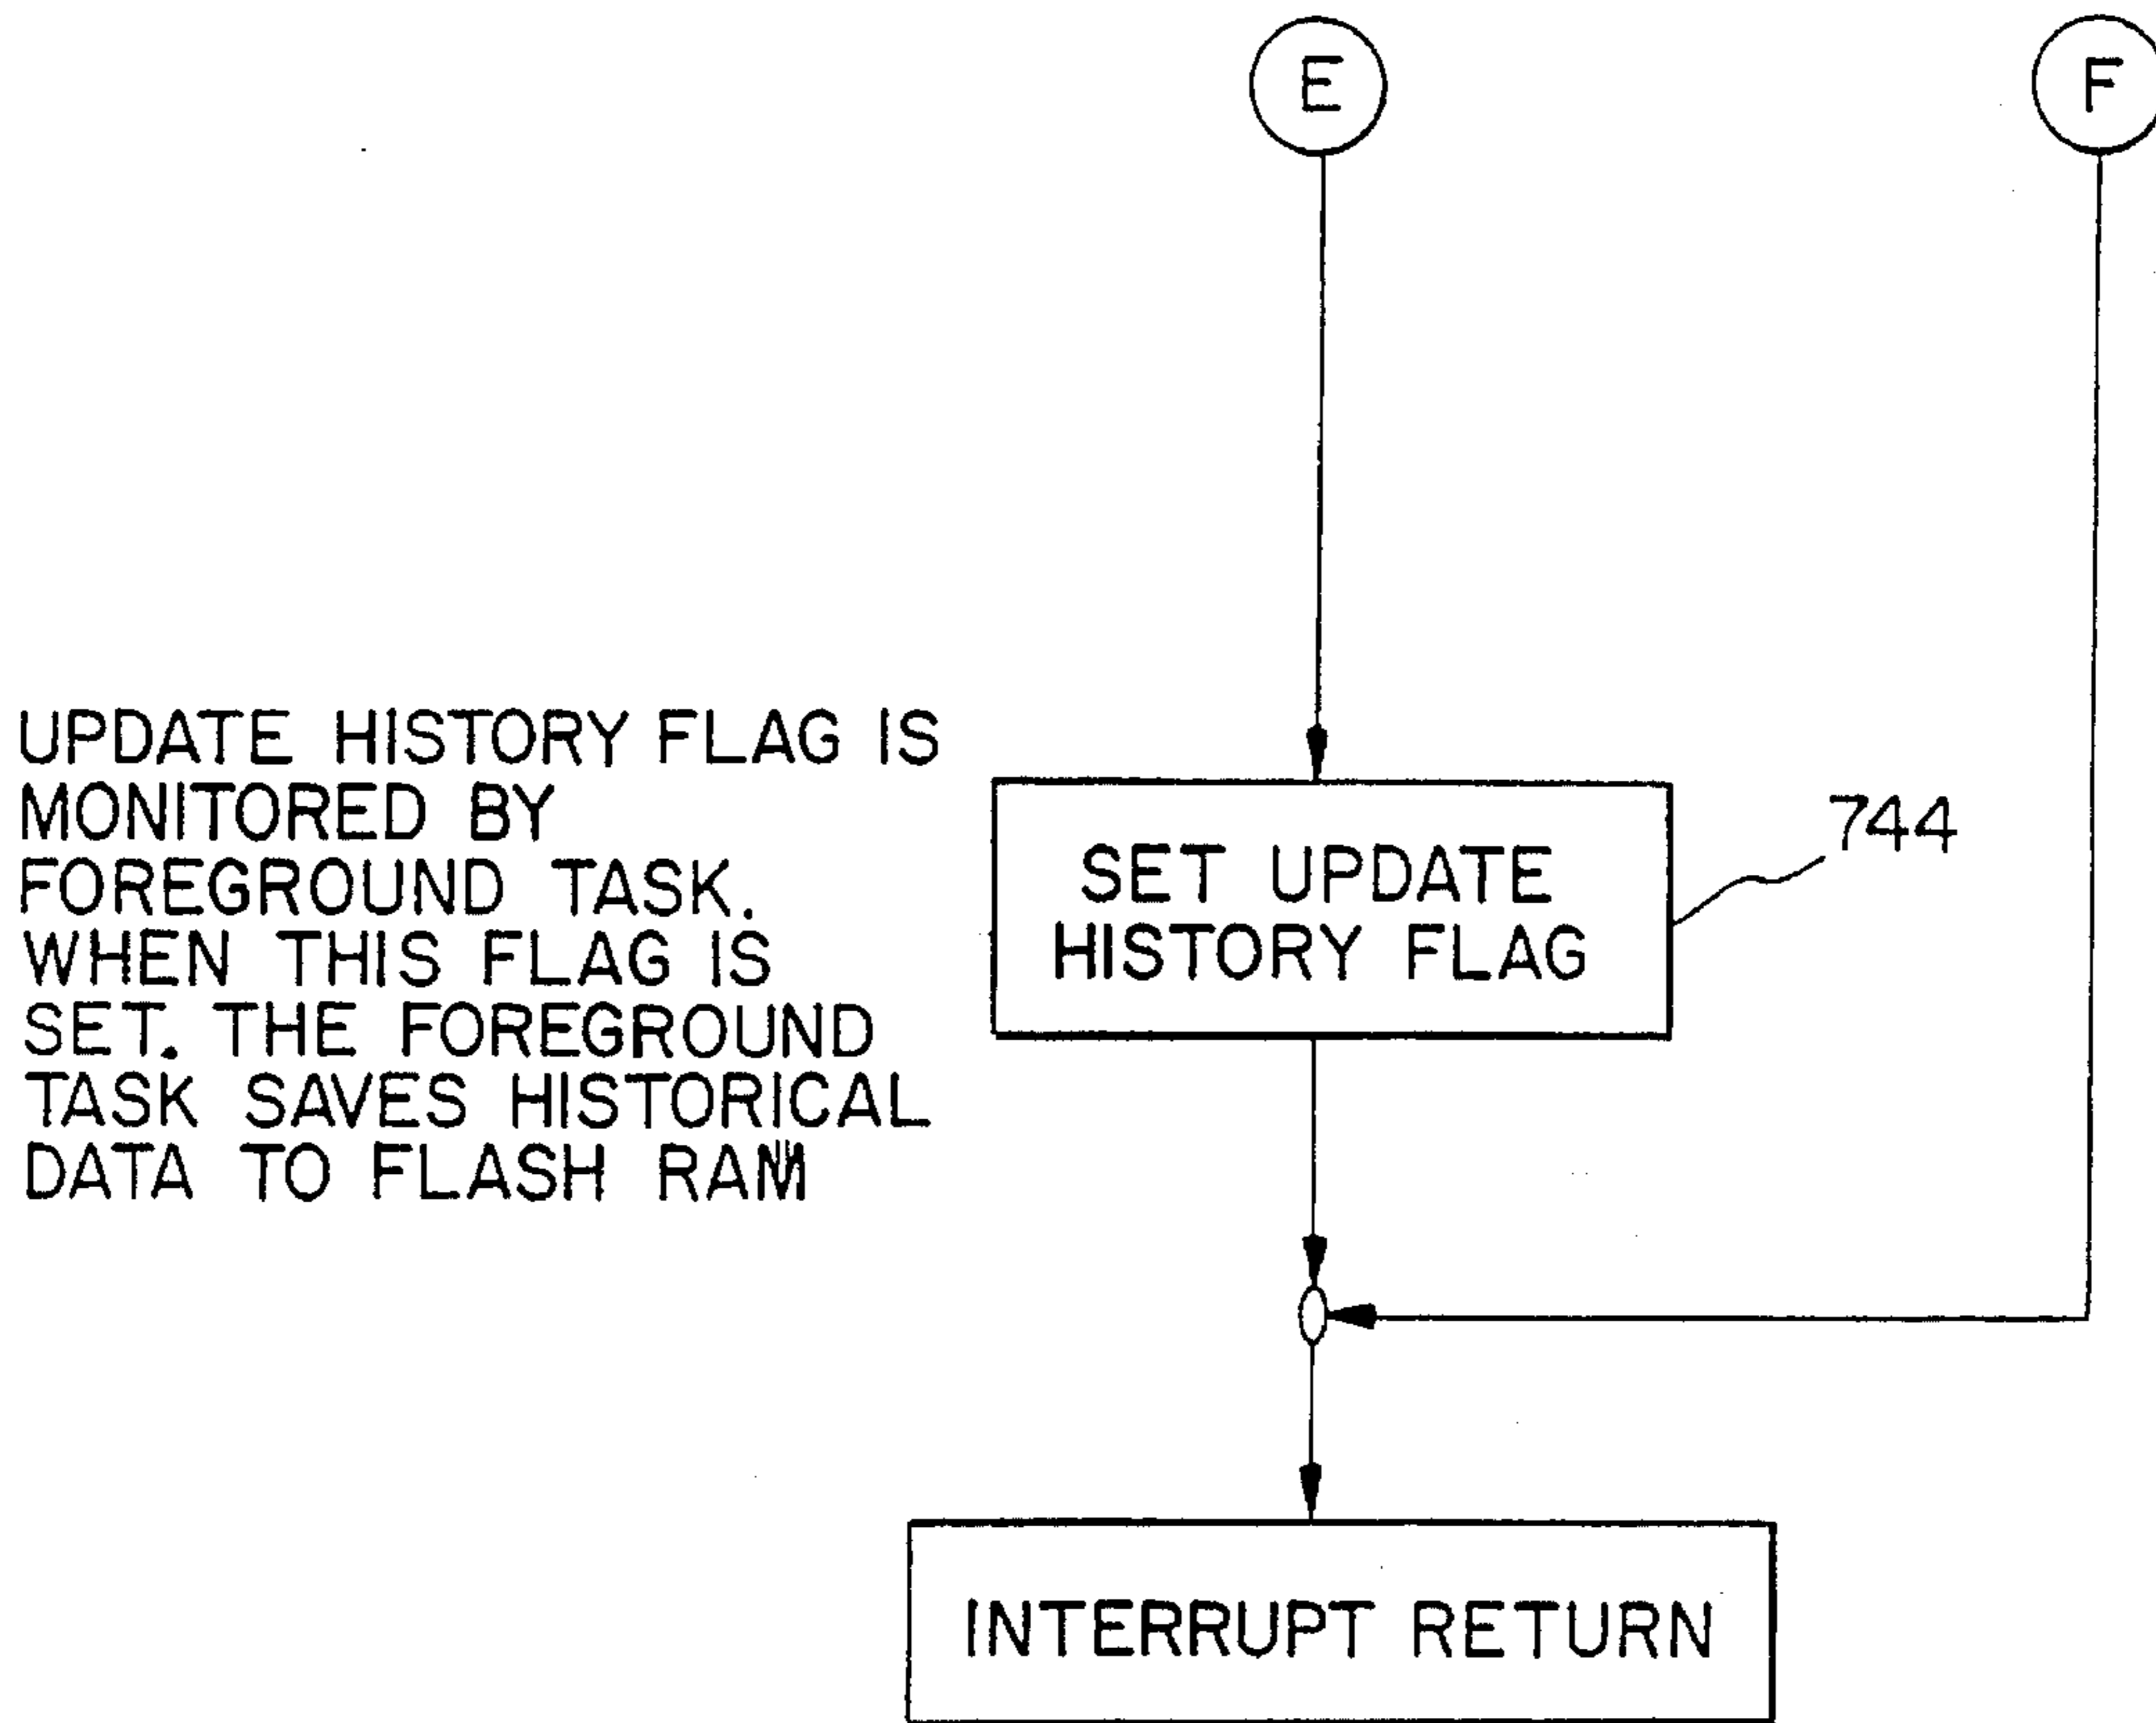 E
F
UPDATE HISTORY FLAG IS
MONITORED BY
FOREGROUND TASK.
WHEN THIS FLAG IS
SET. THE FOREGROUND
TASK SAVES HISTORICAL
DATA TO FLASH RAM
SET UPDATE
HISTORY FLAG
744
INTERRUPT RETURN